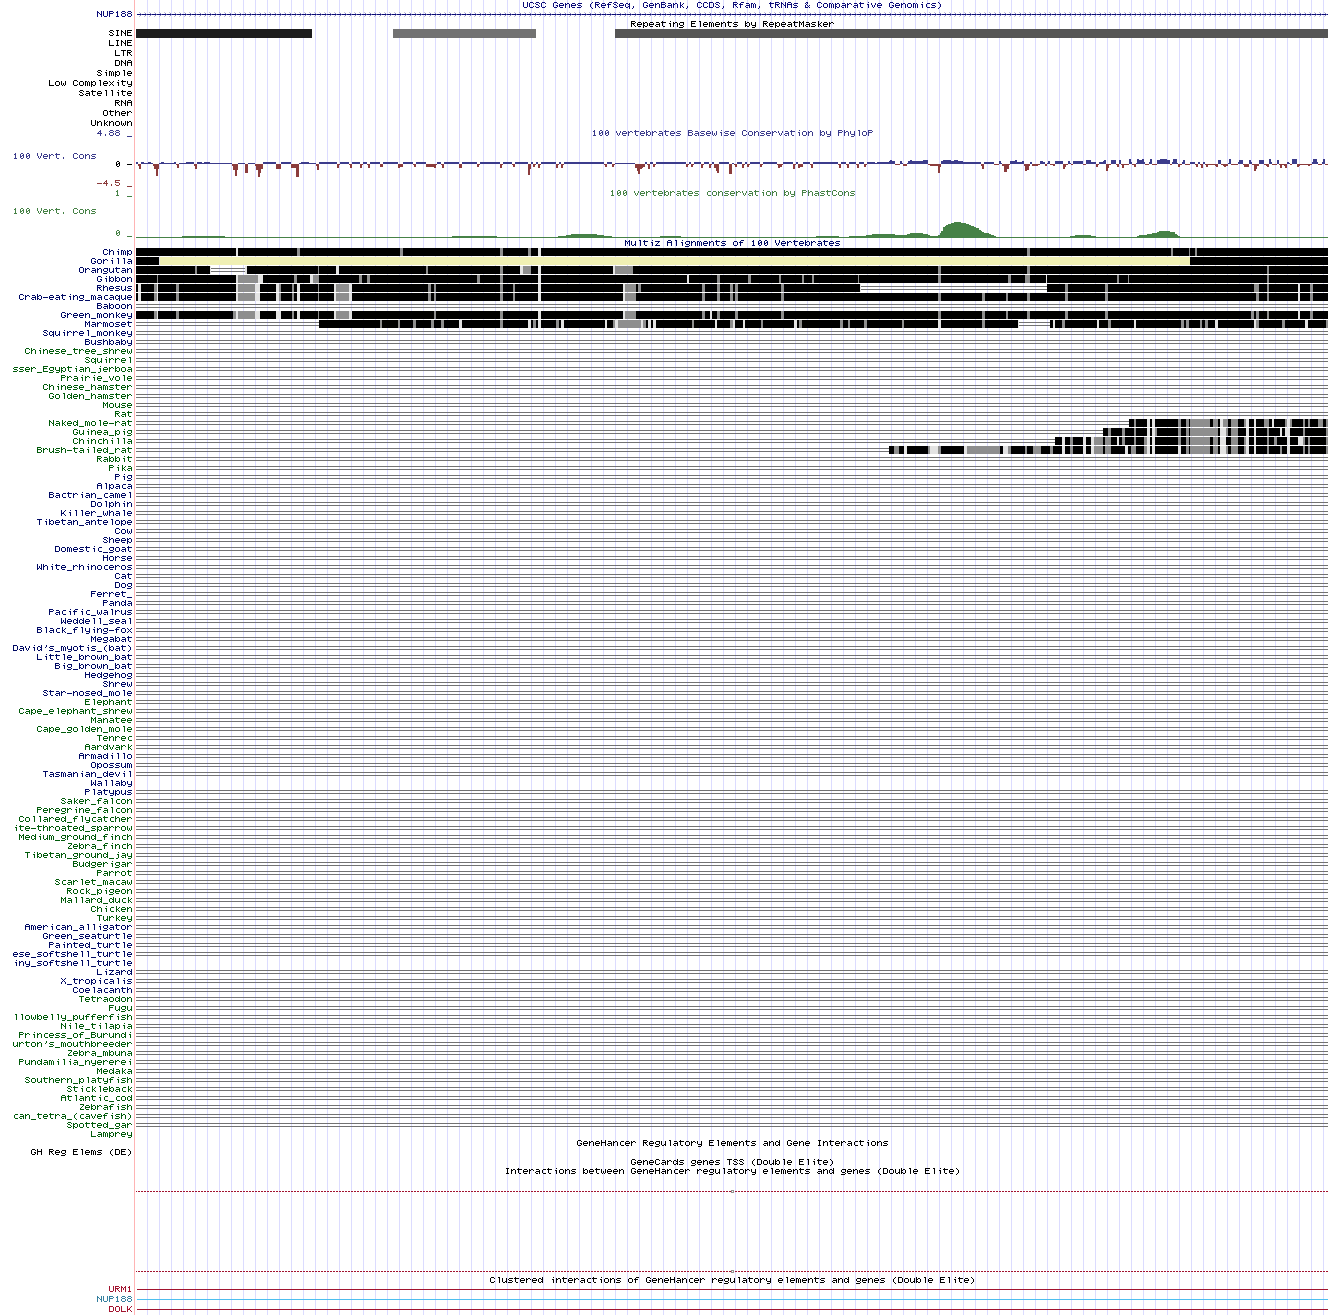 UCSC Genes (RefSeq, GenBank, CCDS, Rfam, tRNAs & Comparative Genomics)
NUP188
Repeating Elements by RepeatMasker
SINE
LINE
LTR
DNA
Simple
Low Complexity
Satellite
RNA
Other
Unknown
4.88 _
100 vertebrates Basewise Conservation by PhyloP
100 Vert. Cons
0 _
-4.5 _
1 _
100 vertebrates conservation by PhastCons
100 Vert. Cons
0 _
Multiz Alignments of 100 Vertebrates
Chimp
Gorilla
Orangutan
Gibbon
Rhesus
Crab-eating_macaque
Baboon
Green_monkey
Marmoset
Squirrel_monkey
Bushbaby
Chinese_tree_shrew
Squirrel
sser_Egyptian_jerboa
Prairie_vole
Chinese_hamster
Golden_hamster
Mouse
Rat
Naked_mole-rat
Guinea_pig
Chinchilla
Brush-tailed_rat
Rabbit
Pika
Pig
Alpaca
Bactrian_camel
Dolphin
Killer_whale
Tibetan_antelope
Cow
Sheep
Domestic_goat
Horse
White_rhinoceros
Cat
Dog
Ferret_
Panda
Pacific_walrus
Weddell_seal
Black_flying-fox
Megabat
David's_myotis_(bat)
Little_brown_bat
Big_brown_bat
Hedgehog
Shrew
Star-nosed_mole
Elephant
Cape_elephant_shrew
Manatee
Cape_golden_mole
Tenrec
Aardvark
Armadillo
Opossum
Tasmanian_devil
Wallaby
Platypus
Saker_falcon
Peregrine_falcon
Collared_flycatcher
ite-throated_sparrow
Medium_ground_finch
Zebra_finch
Tibetan_ground_jay
Budgerigar
Parrot
Scarlet_macaw
Rock_pigeon
Mallard_duck
Chicken
Turkey
American_alligator
Green_seaturtle
Painted_turtle
ese_softshell_turtle
iny_softshell_turtle
Lizard
X_tropicalis
Coelacanth
Tetraodon
Fugu
llowbelly_pufferfish
Nile_tilapia
Princess_of_Burundi
urton's_mouthbreeder
Zebra_mbuna
Pundamilia_nyererei
Medaka
Southern_platyfish
Stickleback
Atlantic_cod
Zebrafish
can_tetra_(cavefish)
Spotted_gar
Lamprey
GeneHancer Regulatory Elements and Gene Interactions
GH Reg Elems (DE)
GeneCards genes TSS (Double Elite)
Interactions between GeneHancer regulatory elements and genes (Double Elite)
Clustered interactions of GeneHancer regulatory elements and genes (Double Elite)
URM1
NUP188
DOLK